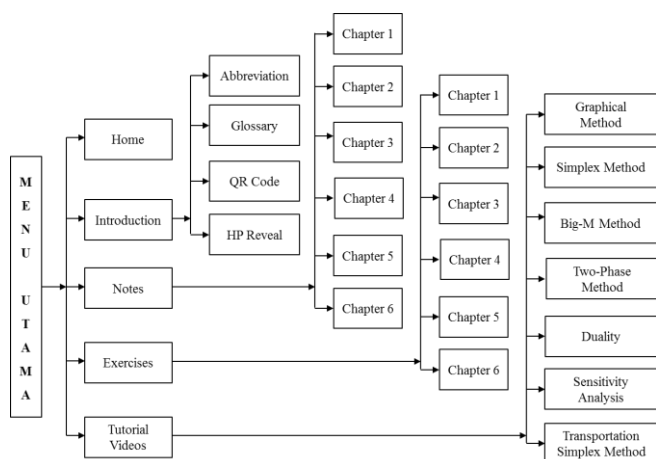 MENU UTAMA
Home
Introduction
Notes
Exercises
Tutorial
Videos
Abbreviation
Glossary
QR Code
HP Reveal
Chapter 1
Chapter 2
Chapter 3
Chapter 4
Chapter 5
Chapter 6
Chapter 1
Chapter 2
Chapter 3
Chapter 4
Chapter 5
Chapter 6
Graphical
Method
Simplex Method
Big-M Method
Two-Phase
Method
Duality
Sensitivity
Analysis
Transportation
Simplex Method